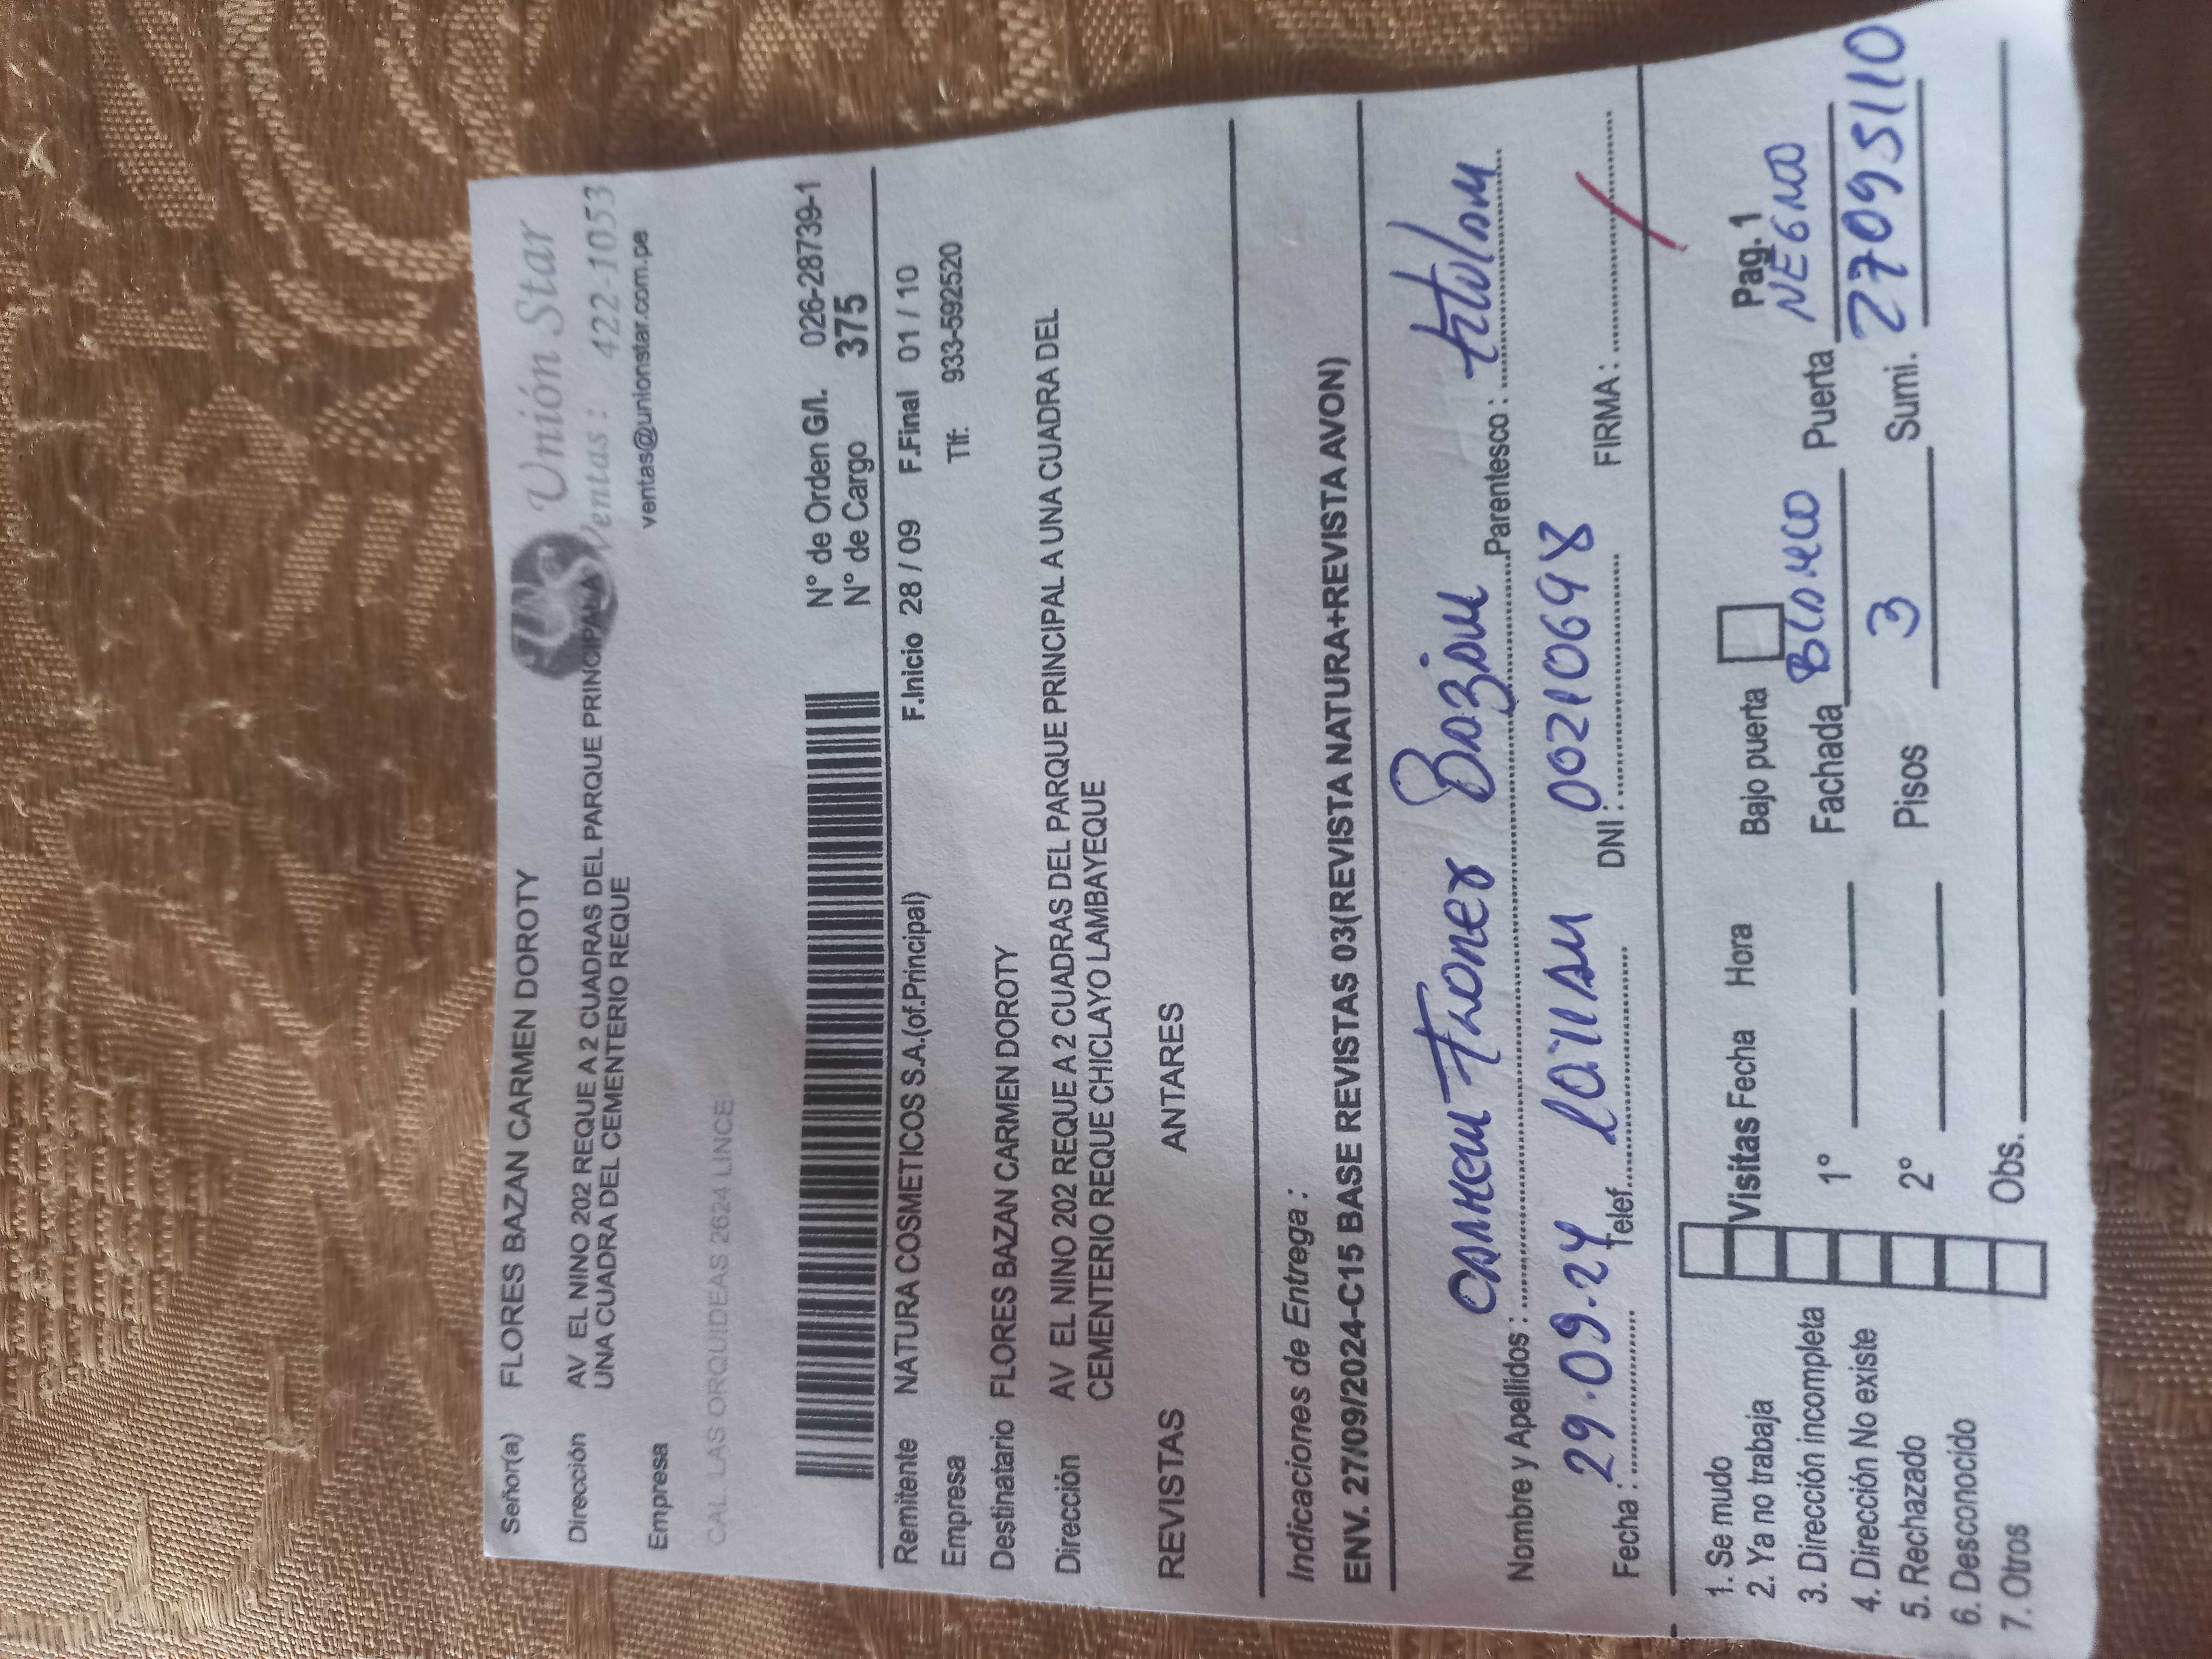 Señor(a) FLORES BAZAN CARMEN DOROTY
Unión Star
Dirección AV EL NINO 202 REQUE A 2 CUADRAS DEL PARQUE PRINCIPAL A
UNA CUADRA DEL CEMENTERIO REQUE
Ventas : 422-1053
ventas@unionstar.com.pe
Empresa
CAL LAS ORQUIDEAS 2624 LINCE
N° de Orden G/I. 026-28739-1
N° de Cargo 375
Remitente NATURA COSMETICOS S.A.(of.Principal) F.Inicio 28 / 09 F.Final 01 / 10
Empresa Tlf: 933-592520
Destinatario FLORES BAZAN CARMEN DOROTY
Dirección AV EL NINO 202 REQUE A 2 CUADRAS DEL PARQUE PRINCIPAL A UNA CUADRA DEL
CEMENTERIO REQUE CHICLAYO LAMBAYEQUE
REVISTAS ANTARES
Indicaciones de Entrega :
ENV. 27/09/2024-C15 BASE REVISTAS 03(REVISTA NATURA+REVISTA AVON)
Nombre y Apellidos : Carmen Flores Bazan Parentesco : titular
Fecha : 29.09.24 Telef. DNI : 00210698 FIRMA :
Pag. 1
1. Se mudo
2. Ya no trabaja
3. Dirección incompleta
4. Dirección No existe
5. Rechazado
6. Desconocido
7. Otros
Visitas Fecha Hora Bajo puerta
1° Fachada Blanco Puerta NEGRO
2° Pisos 3 Sumi. 27095110
Obs.